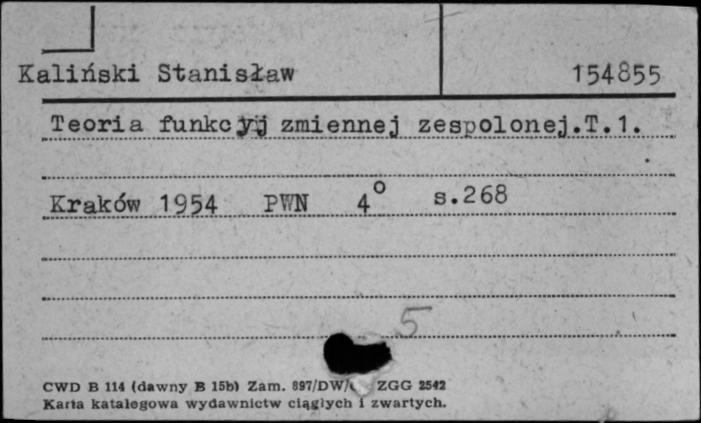 Kaliński Stanisław 154855
Teoria funkcyj zmiennej zespolonej.T.1.
Kraków 1954 PWN 4° s.268
5
CWD B 114 (dawny B 15b) Zam. 897/DW/ ZGG 2542
Karta katalogowa wydawnictw ciągłych i zwartych.